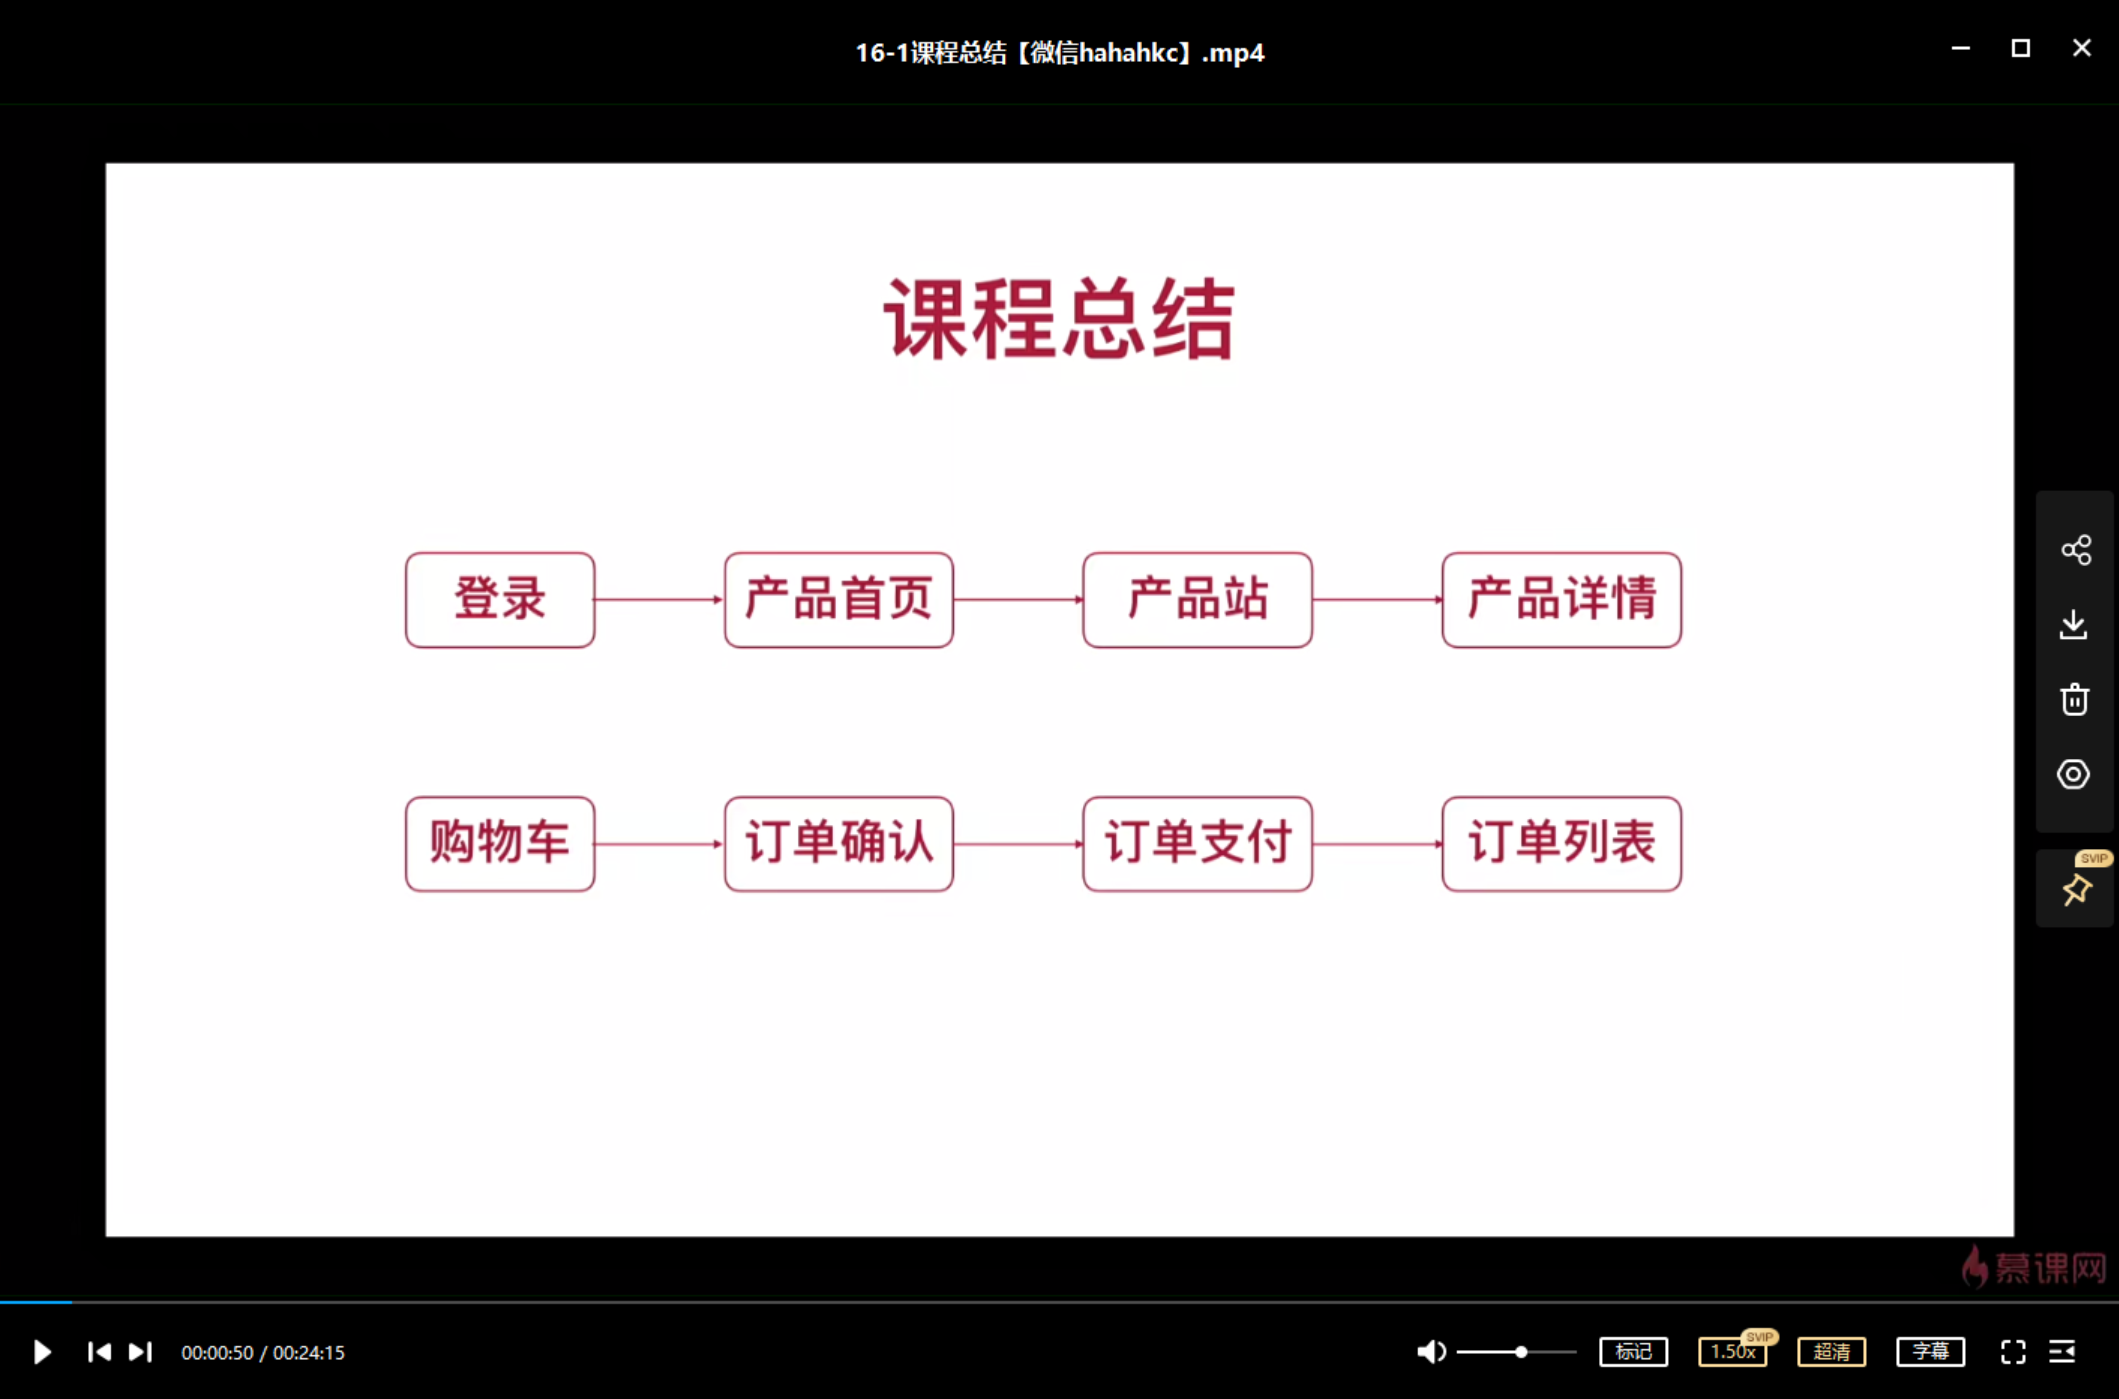 16-1课程总结【微信hahahkc】.mp4
课程总结
登录 产品首页 产品站 产品详情
购物车 订单确认 订单支付 订单列表
SVIP
慕课网
00:00:50 / 00:24:15 标记 1.50x SVIP 超清 字幕